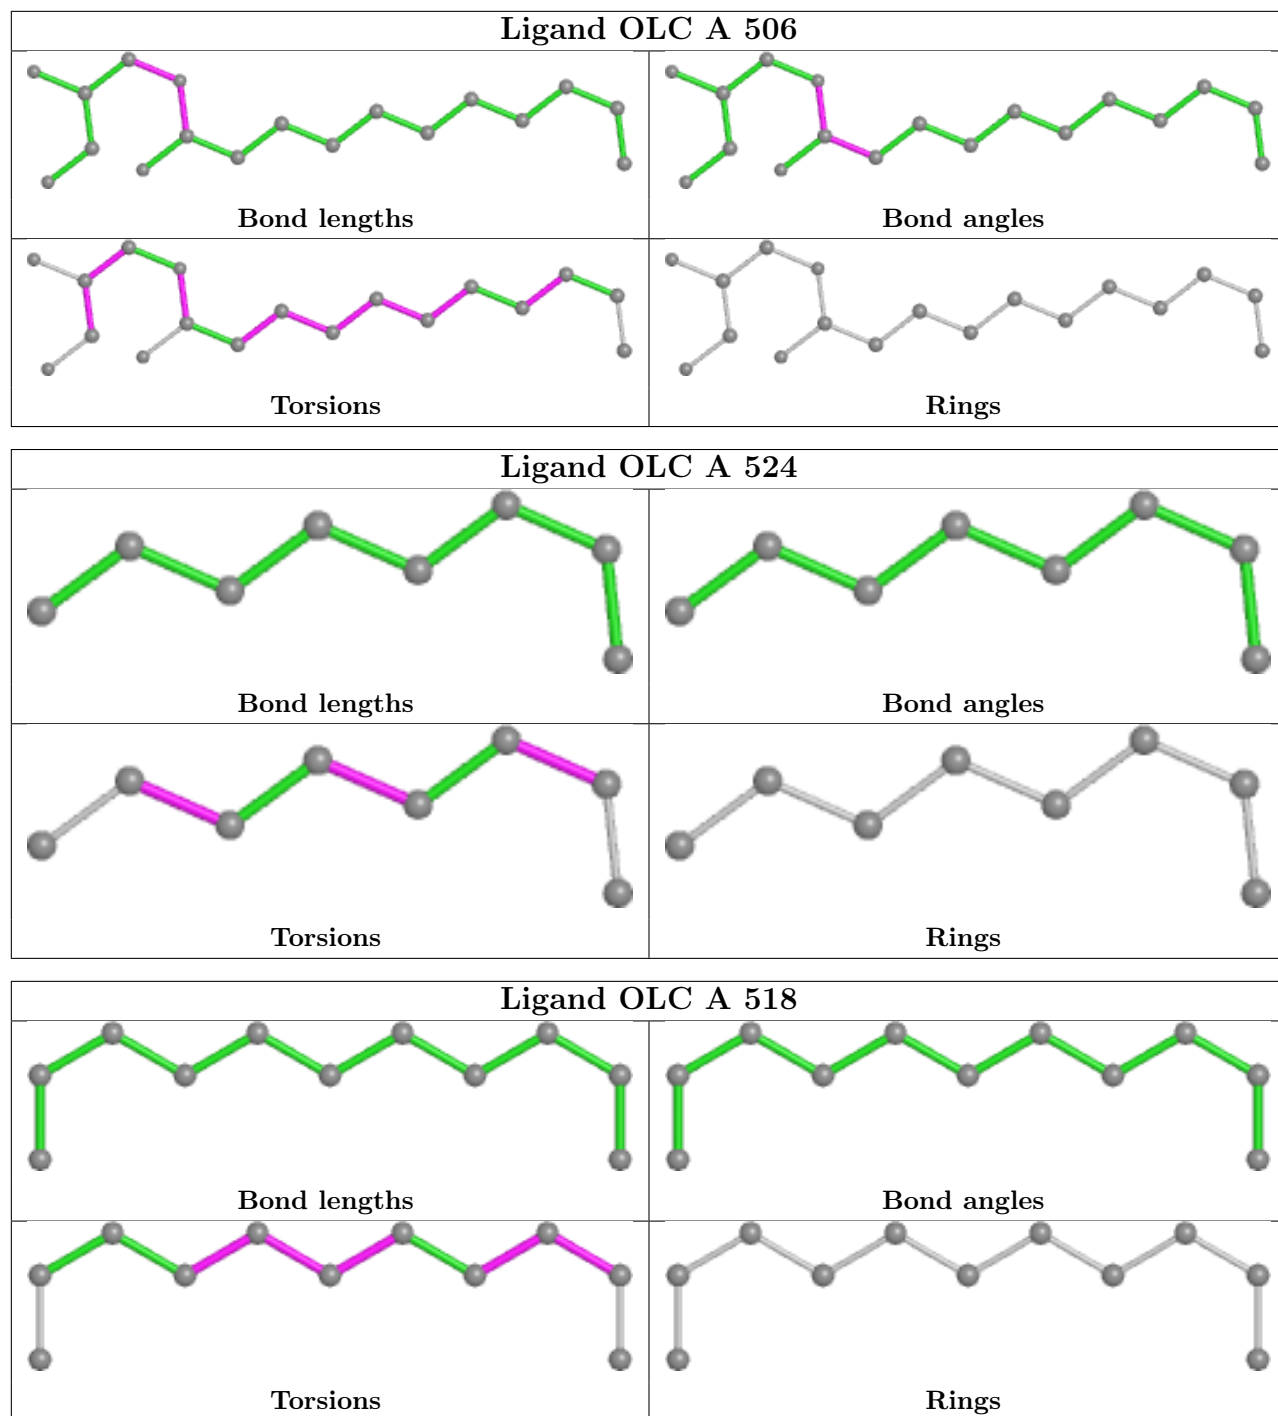 Ligand OLC A 506
Bond lengths
Bond angles
Torsions
Rings
Ligand OLC A 524
Bond lengths
Bond angles
Torsions
Rings
Ligand OLC A 518
Bond lengths
Bond angles
Torsions
Rings